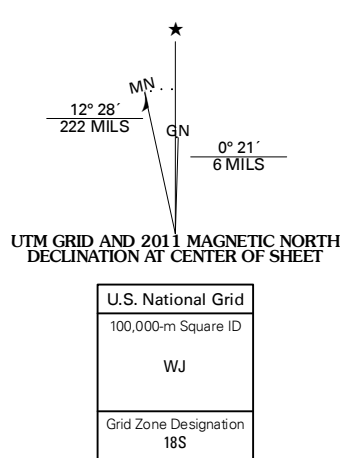 ★
MN
12° 28´
222 MILS
GN
0° 21´
6 MILS
UTM GRID AND 2011 MAGNETIC NORTH
DECLINATION AT CENTER OF SHEET
U.S. National Grid
100,000-m Square ID
WJ
Grid Zone Designation
18S